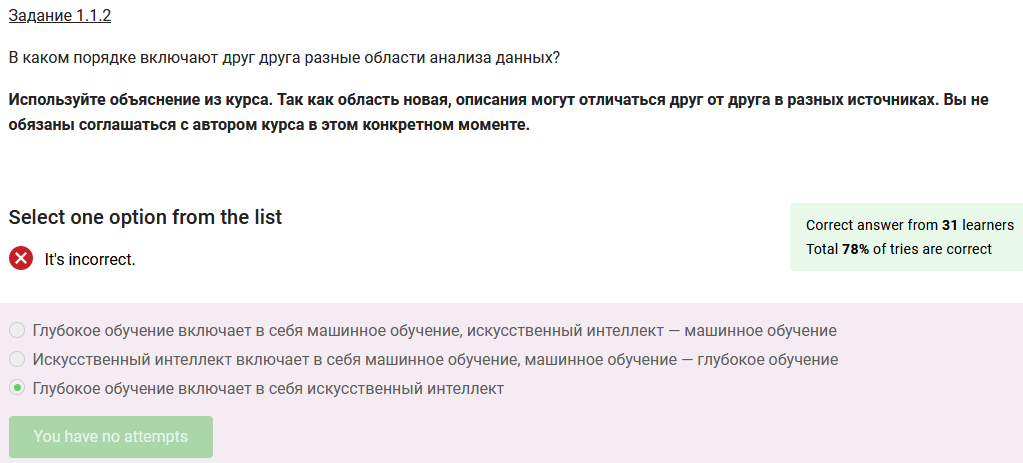 Задание 1.1.2
В каком порядке включают друг друга разные области анализа данных?
Используйте объяснение из курса. Так как область новая, описания могут отличаться друг от друга в разных источниках. Вы не
обязаны соглашаться с автором курса в этом конкретном моменте.
Select one option from the list
Correct answer from 31 learners
Total 78% of tries are correct
It's incorrect.
Глубокое обучение включает в себя машинное обучение, искусственный интеллект — машинное обучение
Искусственный интеллект включает в себя машинное обучение, машинное обучение — глубокое обучение
Глубокое обучение включает в себя искусственный интеллект
You have no attempts